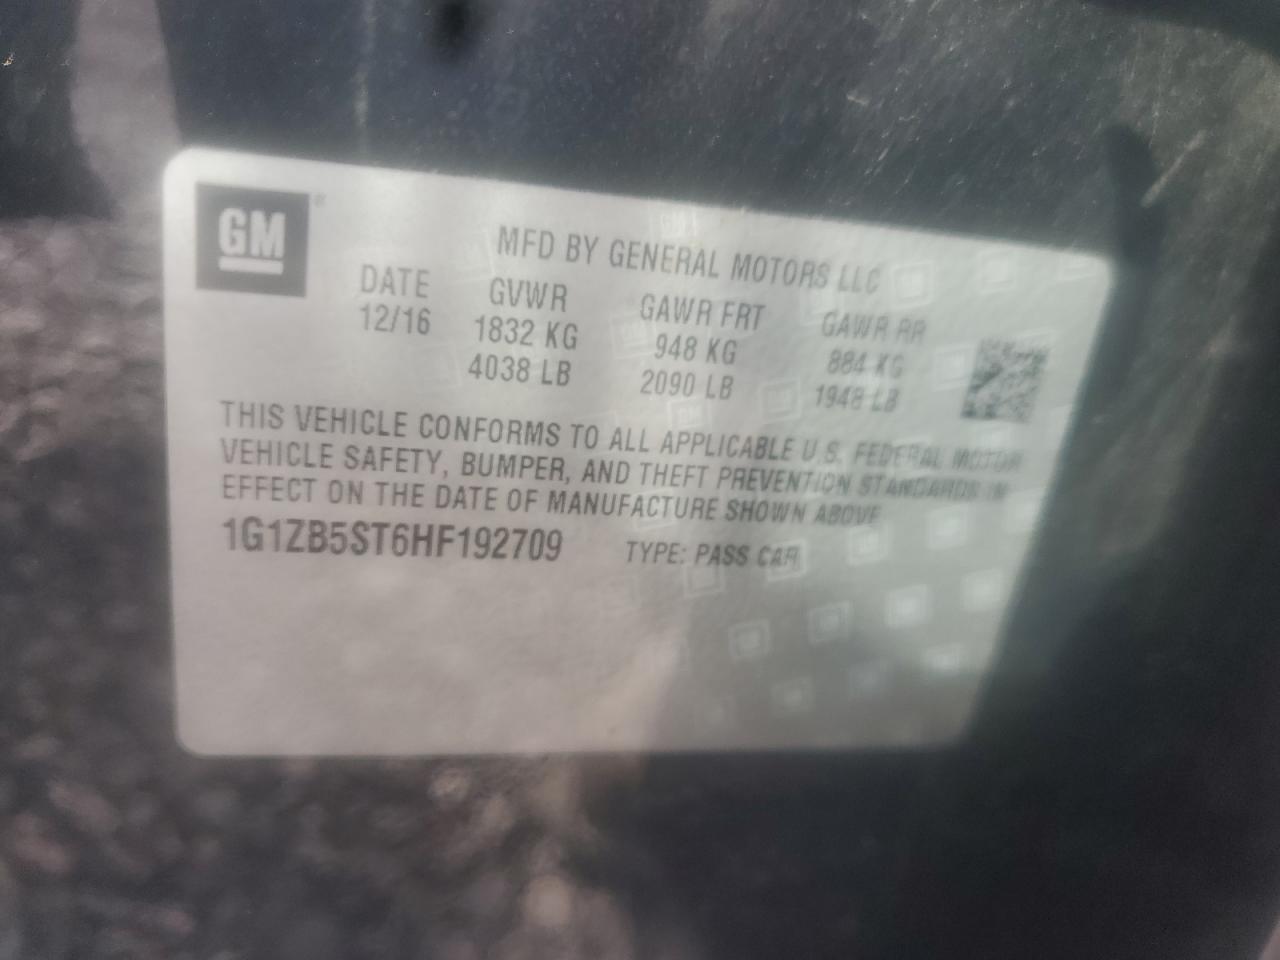 GM
MFD BY GENERAL MOTORS LLC
DATE GVWR GAWR FRT GAWR RR
12/16 1832 KG 948 KG 884 KG
4038 LB 2090 LB 1948 LB
THIS VEHICLE CONFORMS TO ALL APPLICABLE U.S. FEDERAL MOTOR
VEHICLE SAFETY, BUMPER, AND THEFT PREVENTION STANDARDS IN
EFFECT ON THE DATE OF MANUFACTURE SHOWN ABOVE
1G1ZB5ST6HF192709 TYPE: PASS CAR